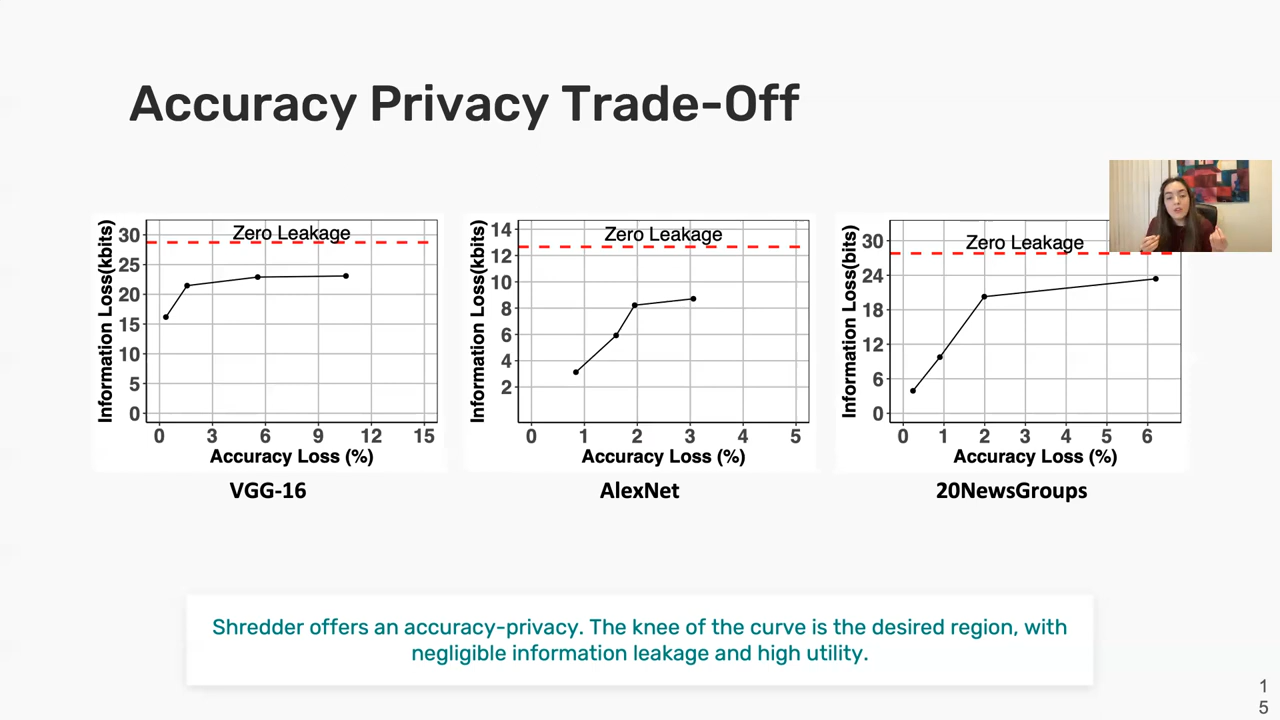 Accuracy Privacy Trade-Off
Information Loss(kbits)
30
25
20
15
10
5
0
Zero Leakage
0 3 6 9 12 15
Accuracy Loss (%)
VGG-16
Information Loss(kbits)
14
12
10
8
6
4
2
Zero Leakage
0 1 2 3 4 5
Accuracy Loss (%)
AlexNet
Information Loss(bits)
30
24
18
12
6
0
Zero Leakage
0 1 2 3 4 5 6
Accuracy Loss (%)
20NewsGroups
Shredder offers an accuracy-privacy. The knee of the curve is the desired region, with
negligible information leakage and high utility.
1
5